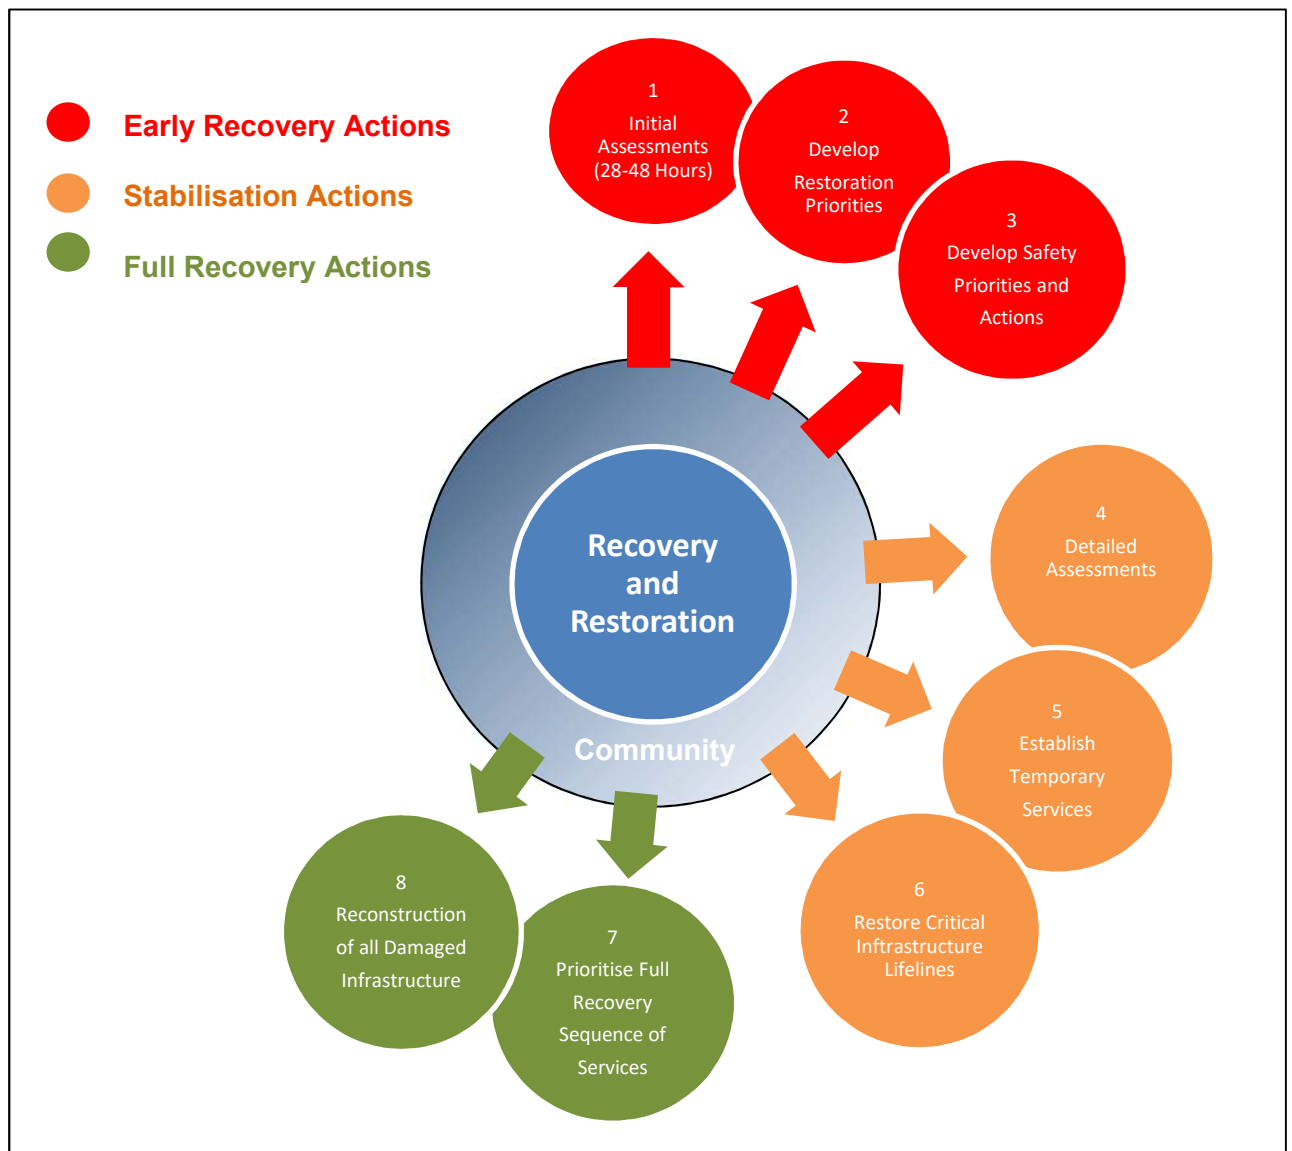 Early Recovery Actions
Stabilisation Actions
Full Recovery Actions
1
Initial
Assessments
(28-48 Hours)
2
Develop
Restoration
Priorities
3
Develop Safety
Priorities and
Actions
4
Detailed
Assessments
5
Establish
Temporary
Services
6
Restore Critical
Inftrastructure
Lifelines
7
Prioritise Full
Recovery
Sequence of
Services
8
Reconstruction
of all Damaged
Infrastructure
Recovery
and
Restoration
Community